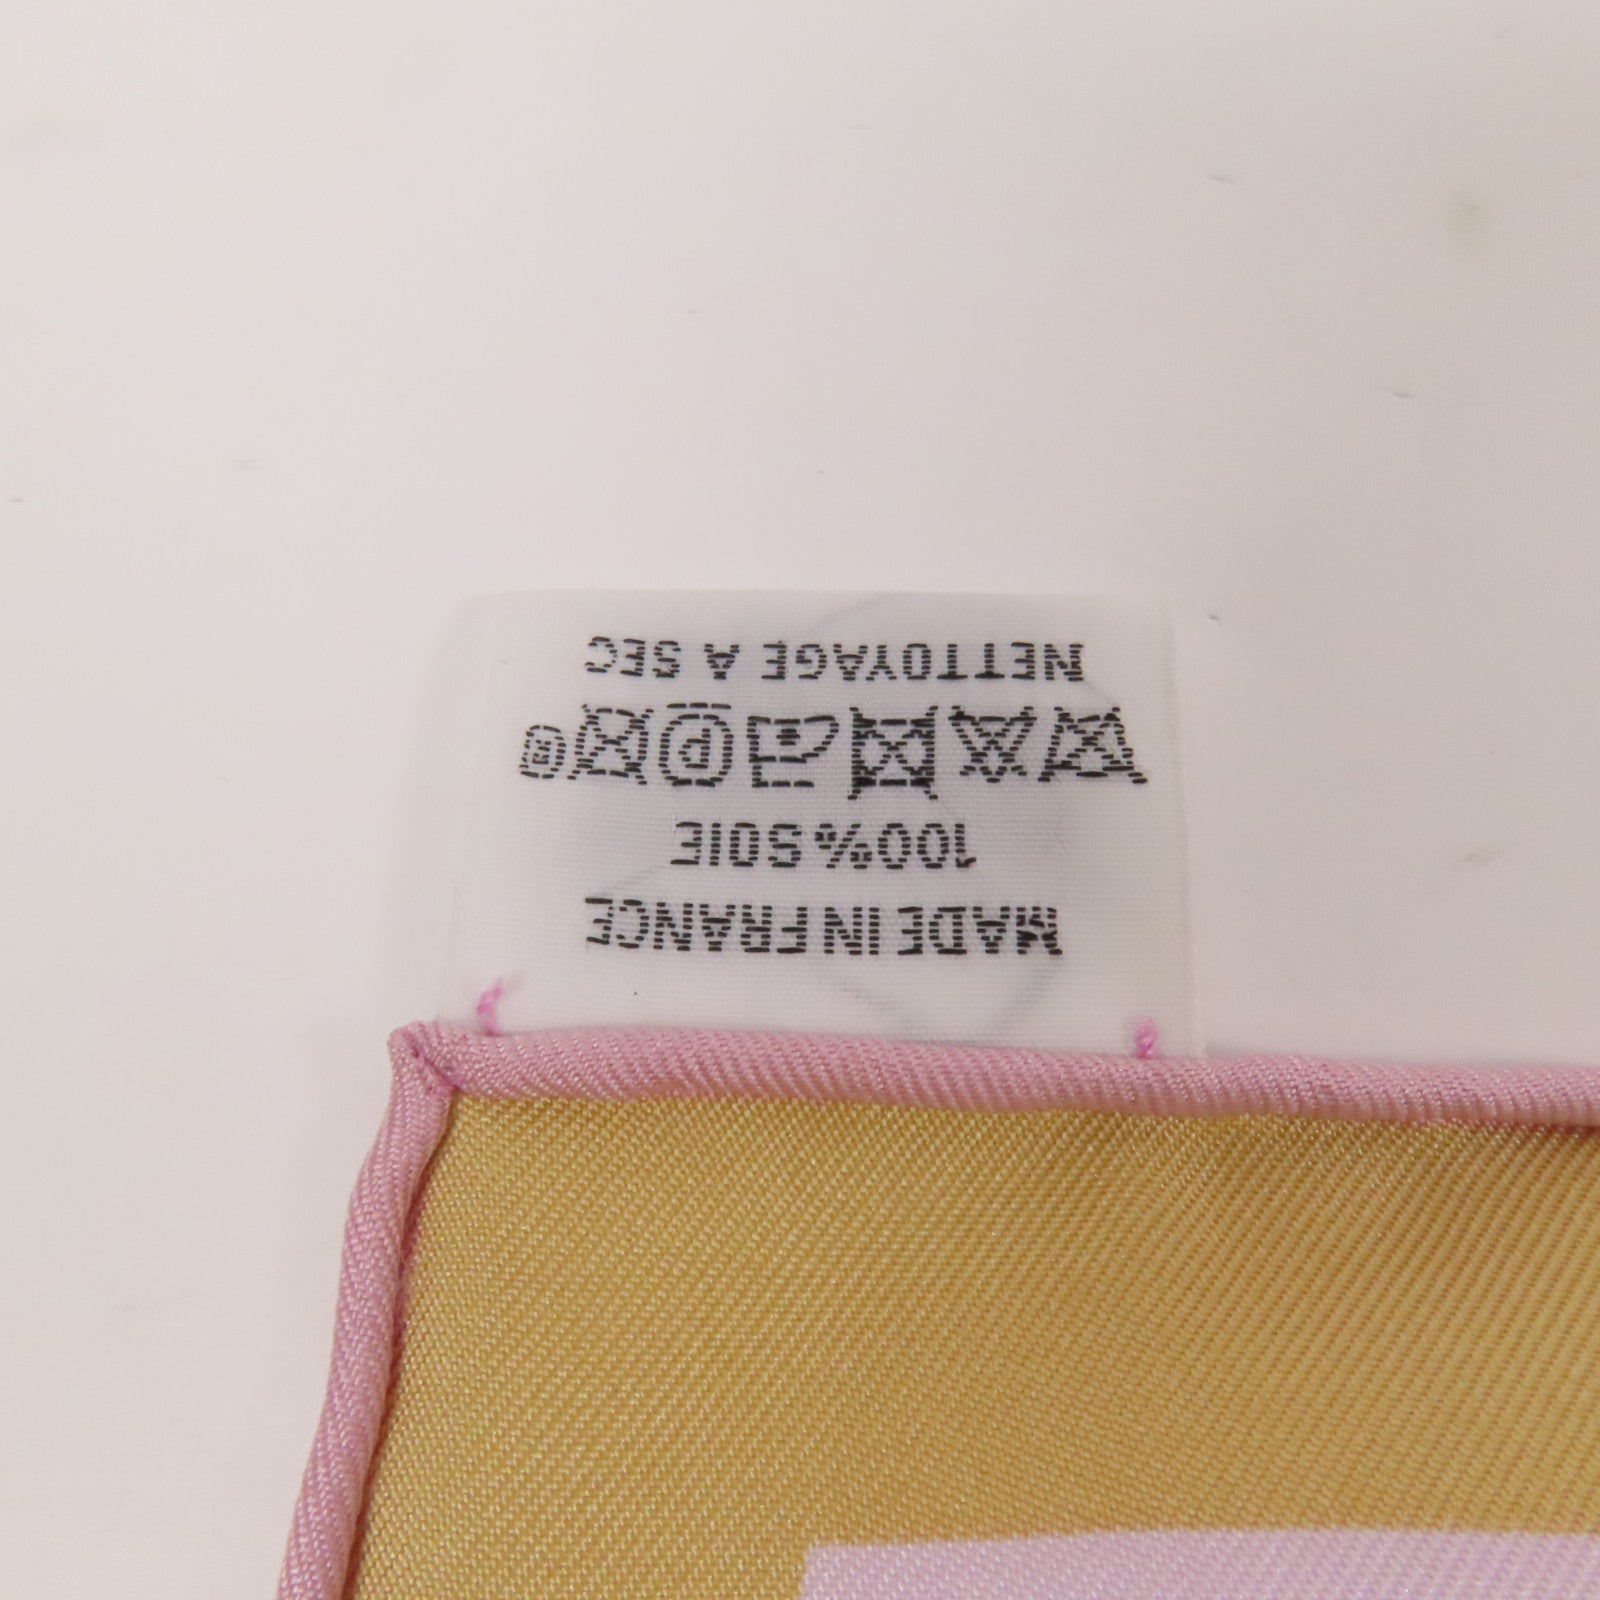 MADE IN FRANCE
100% SOIE
P
NETTOYAGE A SEC